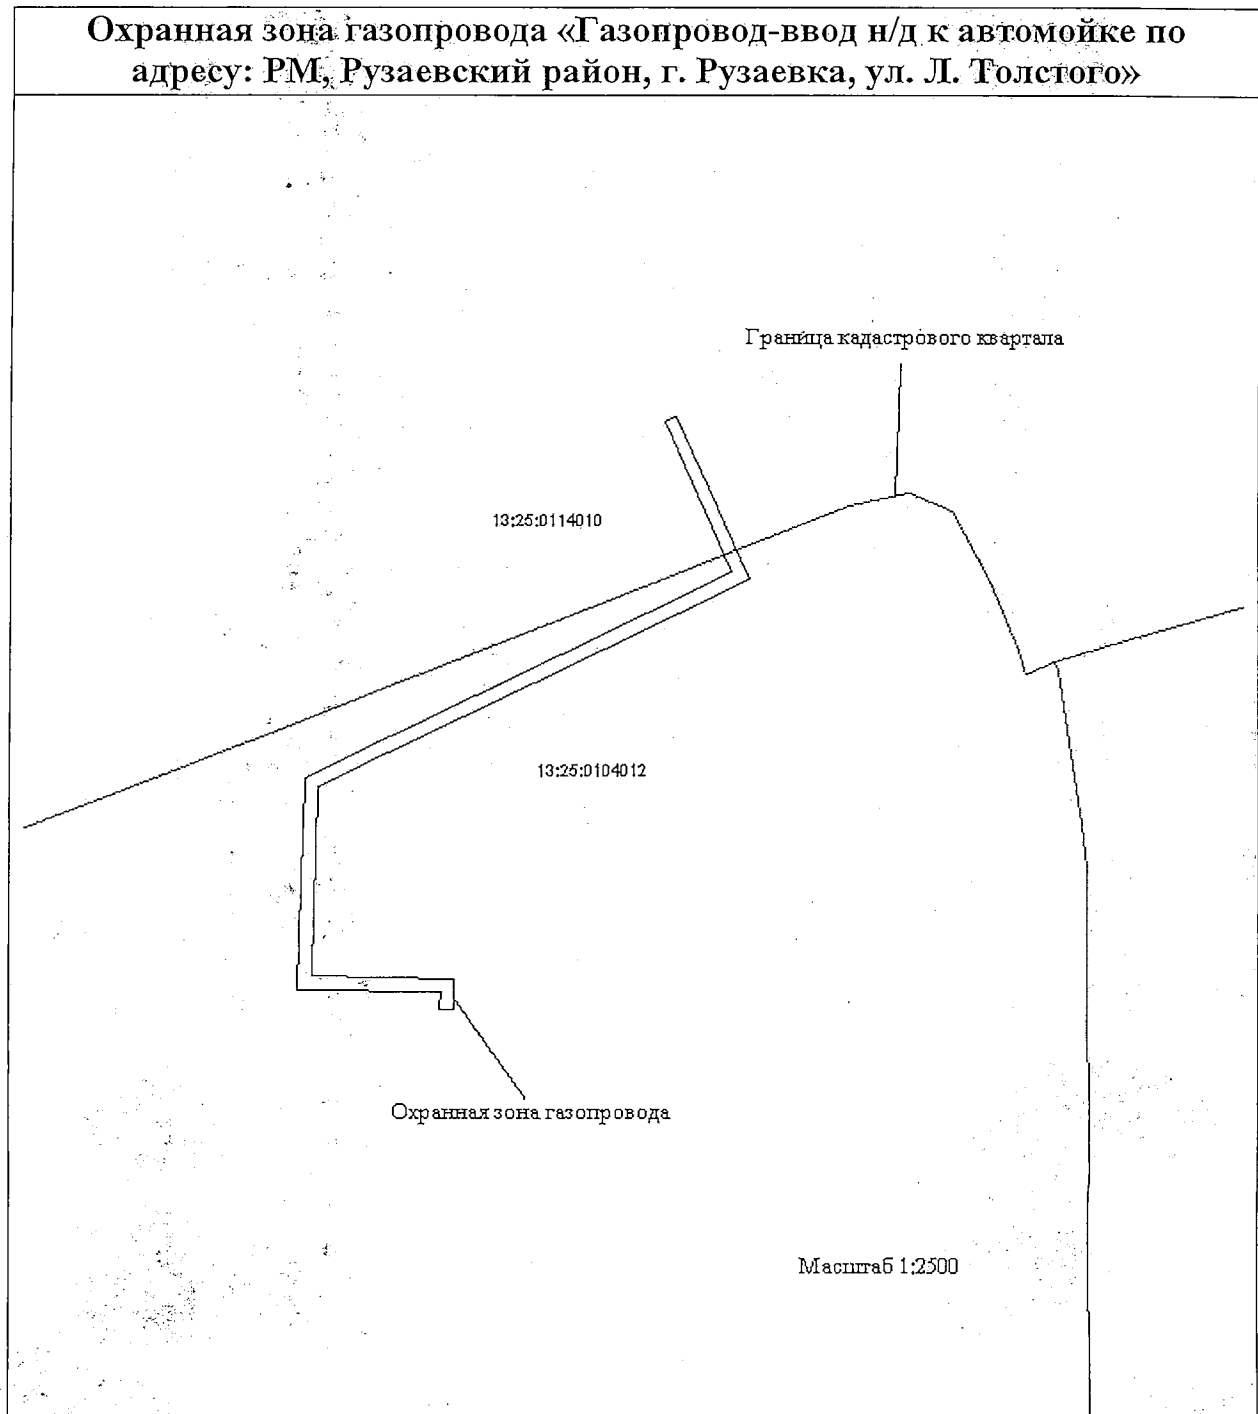 Охранная зона газопровода «Газопровод-ввод н/д к автомойке по
адресу: РМ, Рузаевский район, г. Рузаевка, ул. Л. Толстого»
Граница кадастрового квартала
13:25:0114010
13:25:0104012
Охранная зона газопровода
Масштаб 1:2500